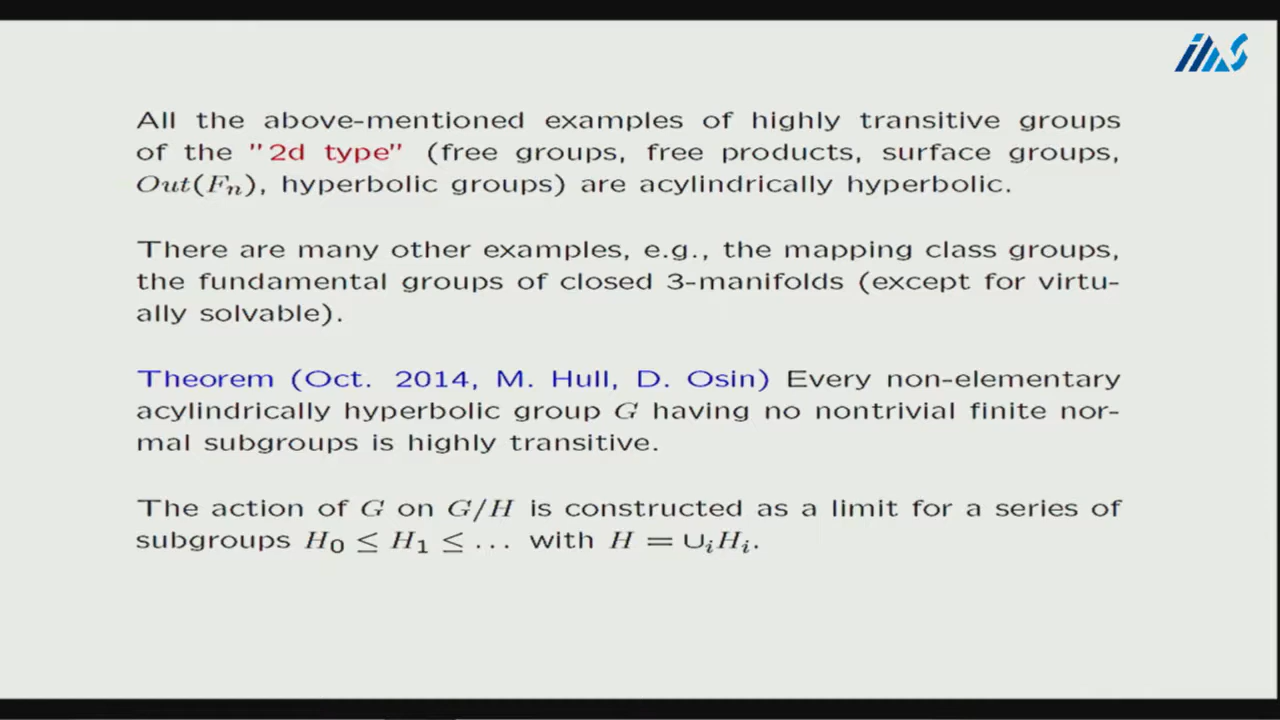 IMS
All the above-mentioned examples of highly transitive groups
of the "2d type" (free groups, free products, surface groups,
Out(Fₙ), hyperbolic groups) are acylindrically hyperbolic.
There are many other examples, e.g., the mapping class groups,
the fundamental groups of closed 3-manifolds (except for virtu-
ally solvable).
Theorem (Oct. 2014, M. Hull, D. Osin) Every non-elementary
acylindrically hyperbolic group G having no nontrivial finite nor-
mal subgroups is highly transitive.
The action of G on G/H is constructed as a limit for a series of
subgroups H₀ ≤ H₁ ≤ ... with H = ∪ᵢHᵢ.